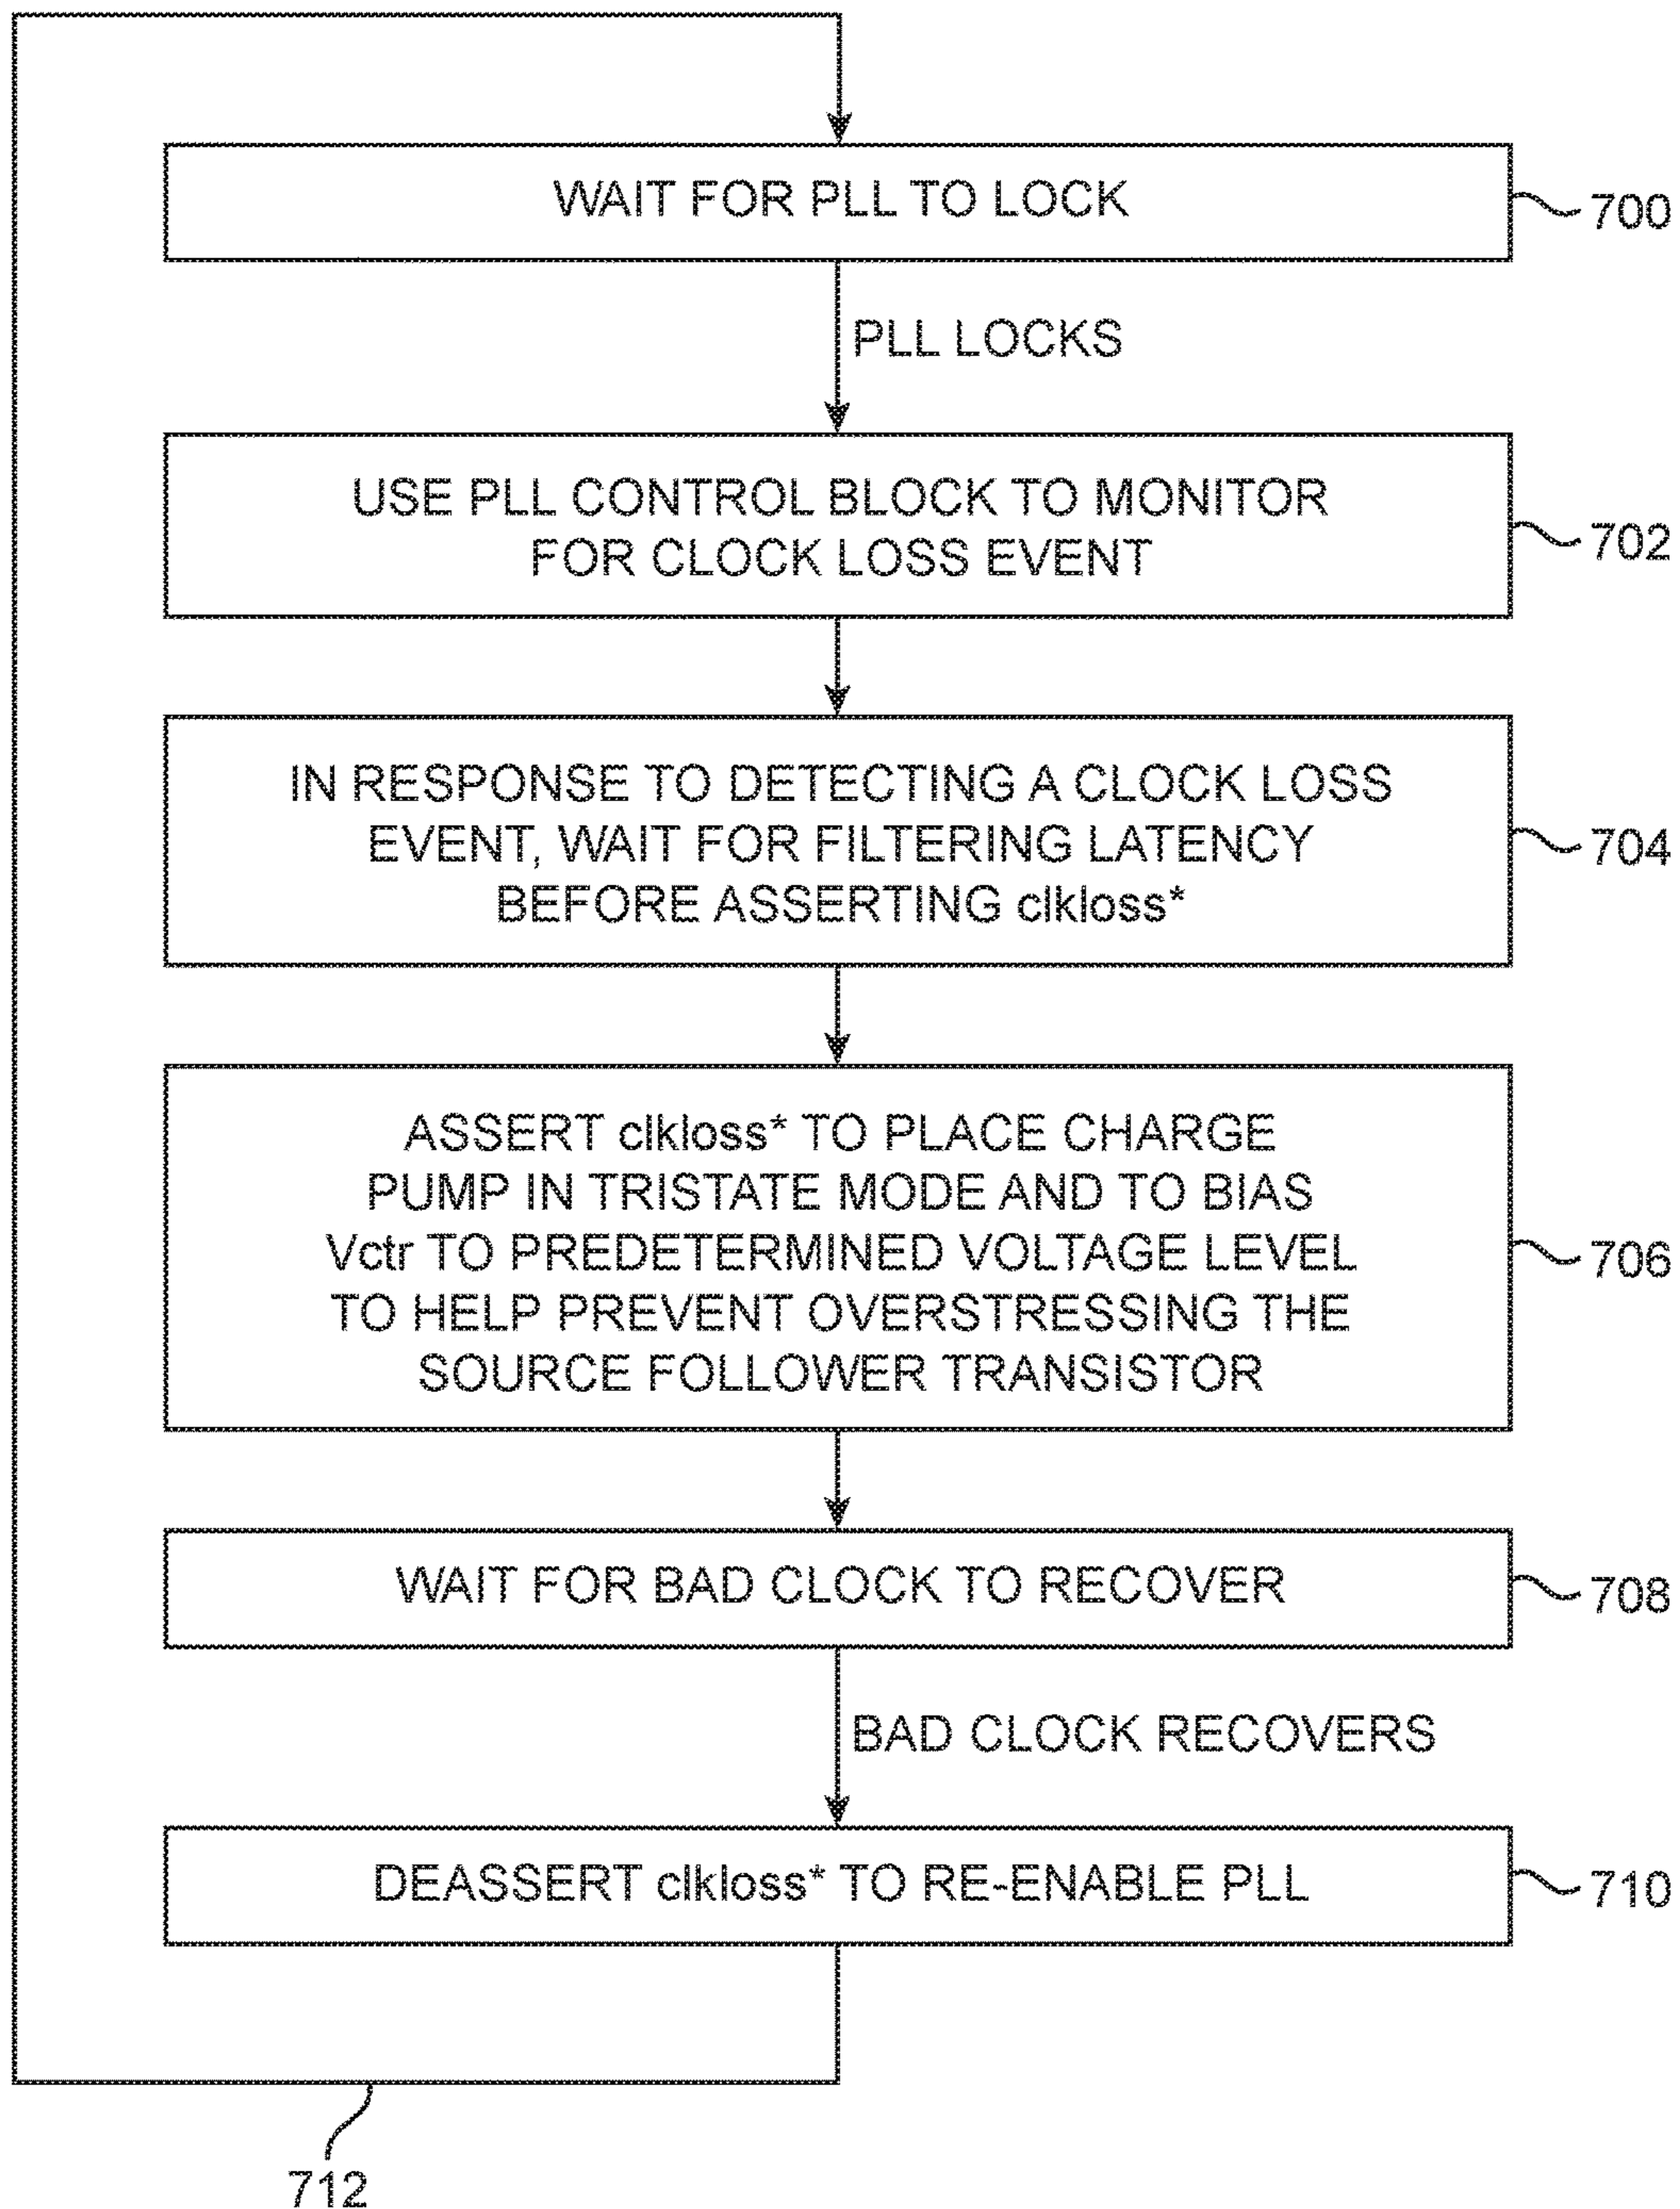 WAIT FOR PLL TO LOCK
700
PLL LOCKS
USE PLL CONTROL BLOCK TO MONITOR
FOR CLOCK LOSS EVENT
702
IN RESPONSE TO DETECTING A CLOCK LOSS
EVENT, WAIT FOR FILTERING LATENCY
BEFORE ASSERTING clkloss*
704
ASSERT clkloss* TO PLACE CHARGE
PUMP IN TRISTATE MODE AND TO BIAS
Vctr TO PREDETERMINED VOLTAGE LEVEL
TO HELP PREVENT OVERSTRESSING THE
SOURCE FOLLOWER TRANSISTOR
706
WAIT FOR BAD CLOCK TO RECOVER
708
BAD CLOCK RECOVERS
DEASSERT clkloss* TO RE-ENABLE PLL
710
712